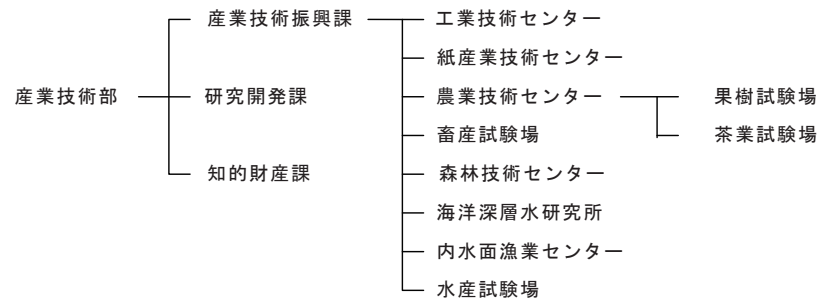 産業技術振興課 工業技術センター
紙産業技術センター
産業技術部 研究開発課 農業技術センター 果樹試験場
畜産試験場 茶業試験場
知的財産課 森林技術センター
海洋深層水研究所
内水面漁業センター
水産試験場